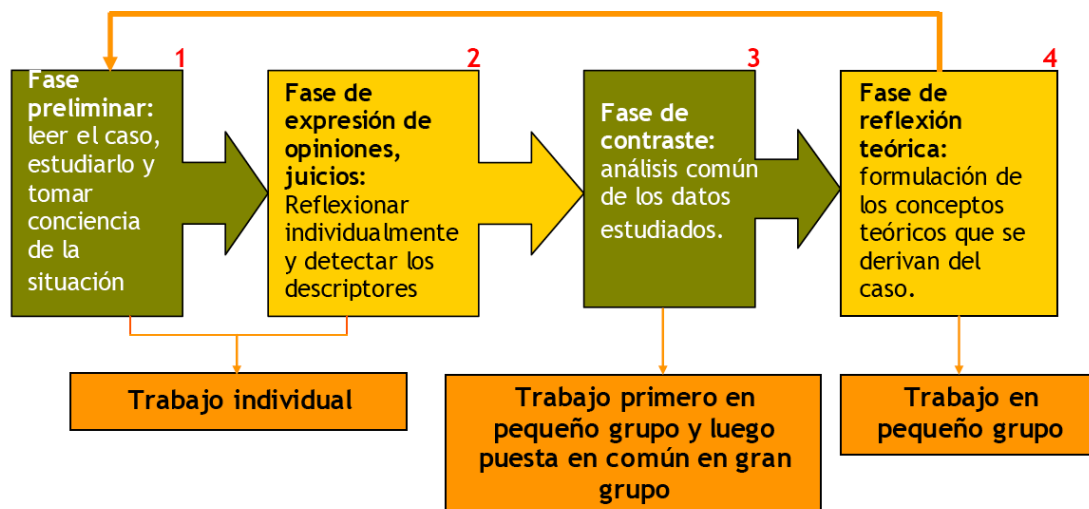 1
Fase
preliminar:
leer el caso,
estudiarlo y
tomar
conciencia
de la
situación
2
Fase de
expresión de
opiniones,
juicios:
Reflexionar
individualmente
y detectar los
descriptores
3
Fase de
contraste:
análisis común
de los datos
estudiados.
4
Fase de
reflexión
teórica:
formulación de
los conceptos
teóricos que se
derivan del
caso.
Trabajo individual
Trabajo primero en
pequeño grupo y luego
puesta en común en gran
grupo
Trabajo en
pequeño grupo